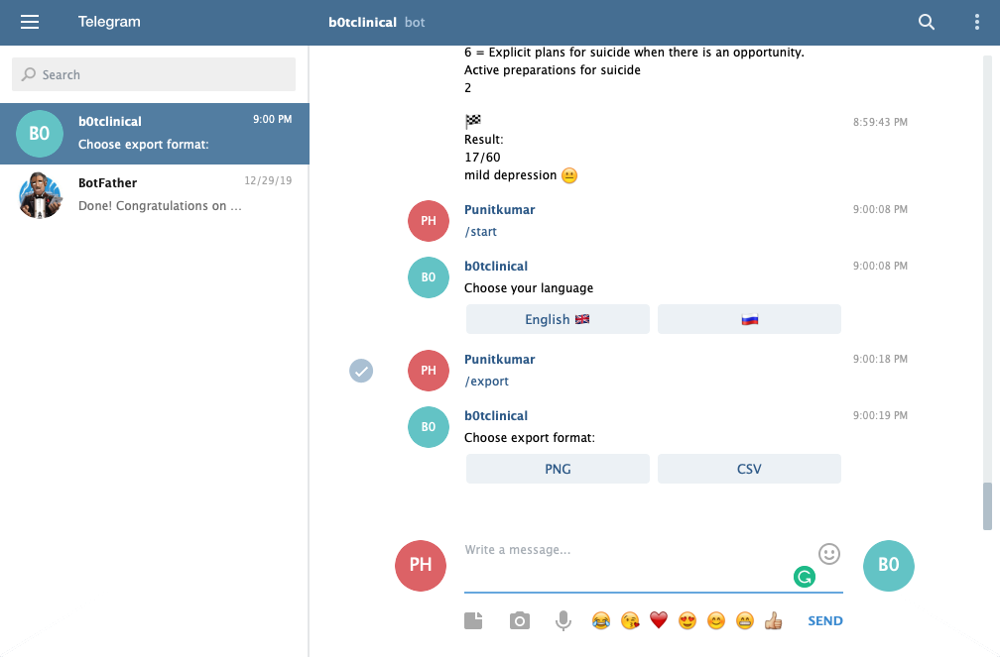 Telegram
b0tclinical bot
Search
B0
b0tclinical
9:00 PM
Choose export format:
BotFather
12/29/19
Done! Congratulations on ...
6 = Explicit plans for suicide when there is an opportunity.
Active preparations for suicide
2
8:59:43 PM
Result:
17/60
mild depression
PH
Punitkumar
9:00:08 PM
/start
B0
b0tclinical
9:00:08 PM
Choose your language
English
PH
Punitkumar
9:00:18 PM
/export
B0
b0tclinical
9:00:19 PM
Choose export format:
PNG
CSV
PH
Write a message...
B0
SEND